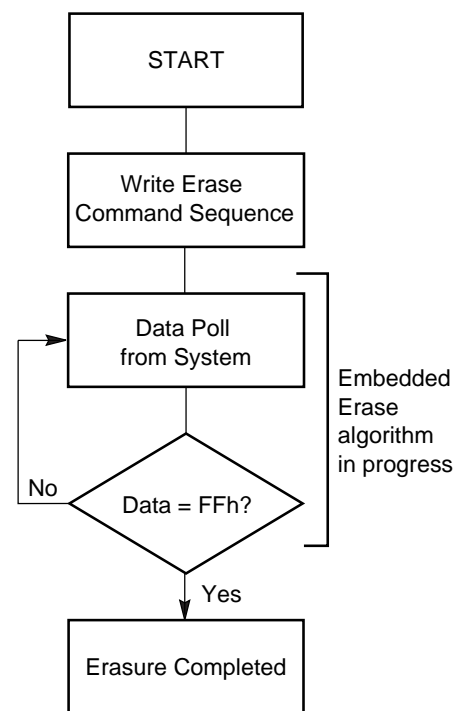 START
Write Erase
Command Sequence
Data Poll
from System
Embedded
Erase
algorithm
in progress
No
Data = FFh?
Yes
Erasure Completed